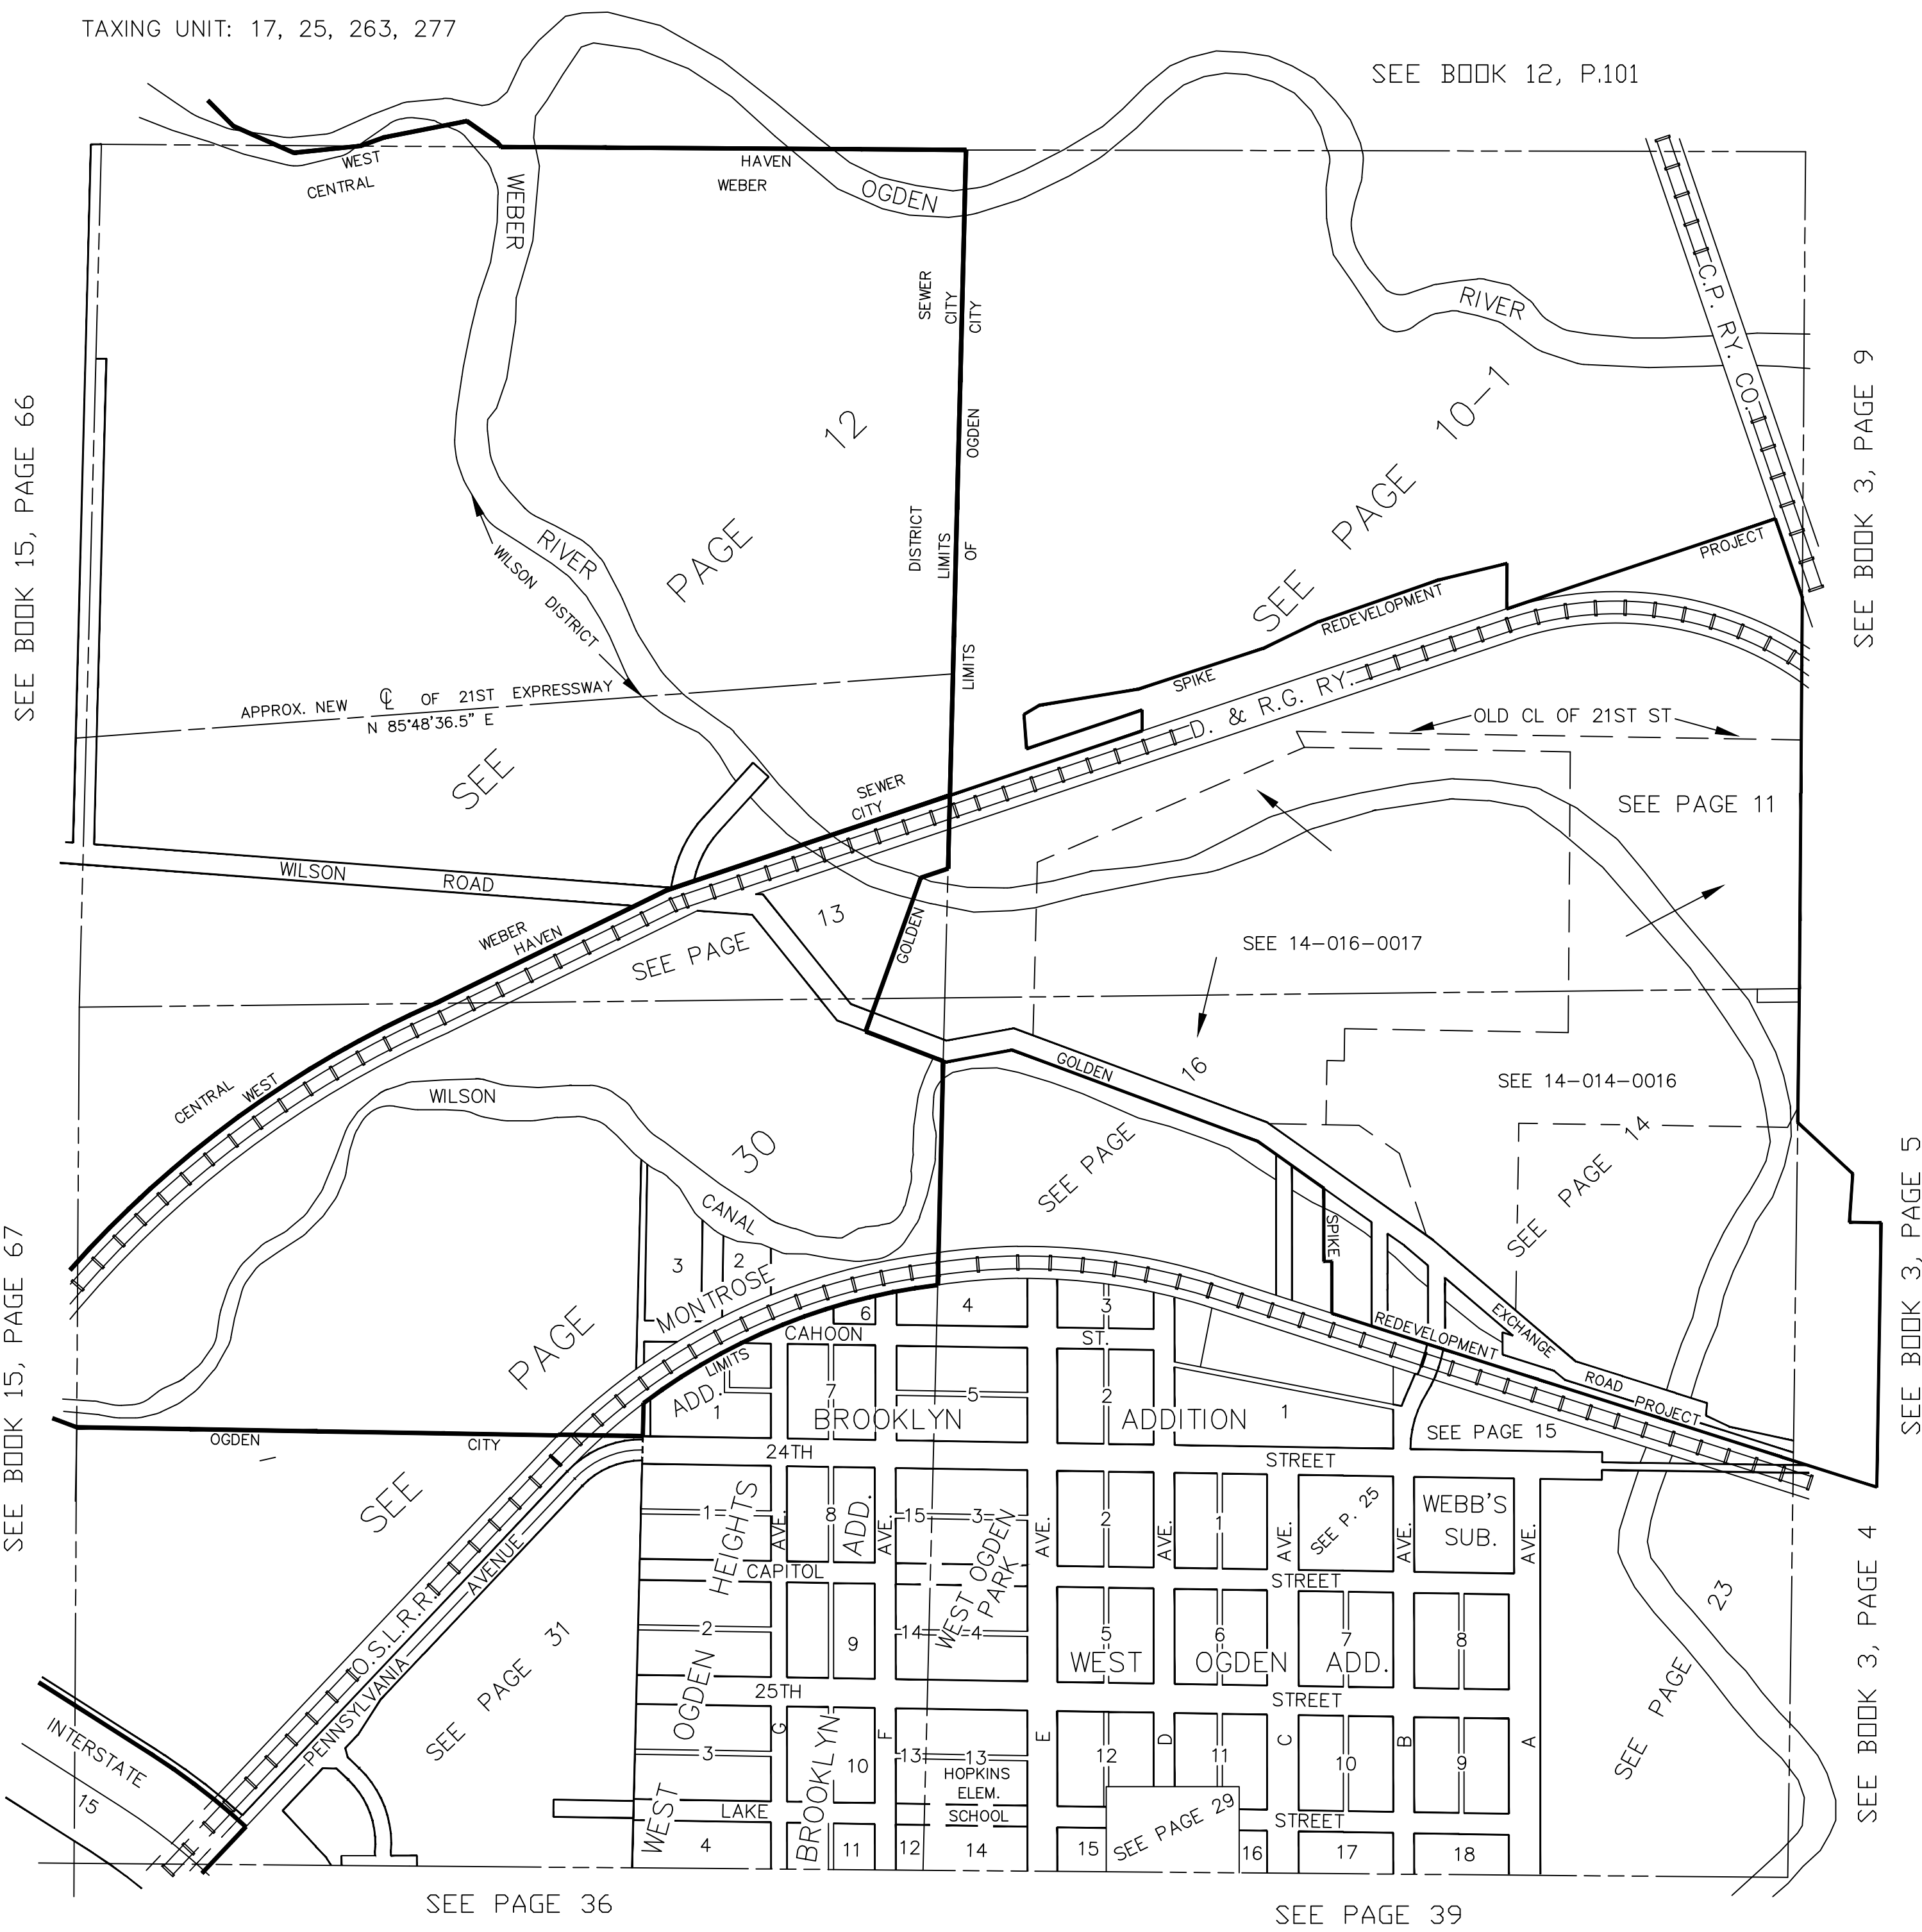 TAXING UNIT: 17, 25, 263, 277
SEE BOOK 12, P.101
WEST
CENTRAL
HAVEN
WEBER
WEBER
OGDEN
RIVER
C.P. RY. CO.
SEWER
CITY
CITY
DISTRICT
LIMITS
OGDEN
OF
LIMITS
SEE BOOK 15, PAGE 66
SEE BOOK 3, PAGE 9
SEE PAGE 12
SEE PAGE 10-1
RIVER
WILSON DISTRICT
SPIKE
REDEVELOPMENT
PROJECT
APPROX. NEW ℄ OF 21ST EXPRESSWAY
N 85°48'36.5" E
D. & R.G. RY.
OLD CL OF 21ST ST
SEWER
CITY
SEE PAGE 11
WILSON ROAD
WEBER
HAVEN
SEE PAGE 13
GOLDEN
SEE 14-016-0017
CENTRAL
WEST
WILSON
CANAL
GOLDEN
SEE PAGE 16
SEE 14-014-0016
SEE PAGE 14
SEE BOOK 15, PAGE 67
SEE BOOK 3, PAGE 5
SEE PAGE 30
3
2
MONTROSE
ADD.
1
LIMITS
6
4
3
CAHOON
ST.
SPIKE
REDEVELOPMENT
PROJECT
EXCHANGE
ROAD
7
5
2
1
BROOKLYN ADDITION
SEE PAGE 15
OGDEN CITY
24TH
STREET
1
8
15
3
2
1
SEE P. 25
WEBB'S
SUB.
AVE.
AVE.
AVE.
AVE.
AVE.
AVE.
AVE.
ADD.
HEIGHTS
WEST OGDEN
PARK
CAPITOL
STREET
2
9
14
4
5
6
7
8
WEST OGDEN ADD.
O.S.L.R.R.
PENNSYLVANIA AVENUE
SEE PAGE 31
SEE PAGE 23
SEE BOOK 3, PAGE 4
25TH
STREET
OGDEN
WEST
BROOKLYN
G
F
E
D
C
B
A
3
10
13
13
12
11
10
9
HOPKINS
ELEM.
SCHOOL
INTERSTATE
15
LAKE
STREET
SEE PAGE 29
4
11
12
14
15
16
17
18
SEE PAGE 36
SEE PAGE 39